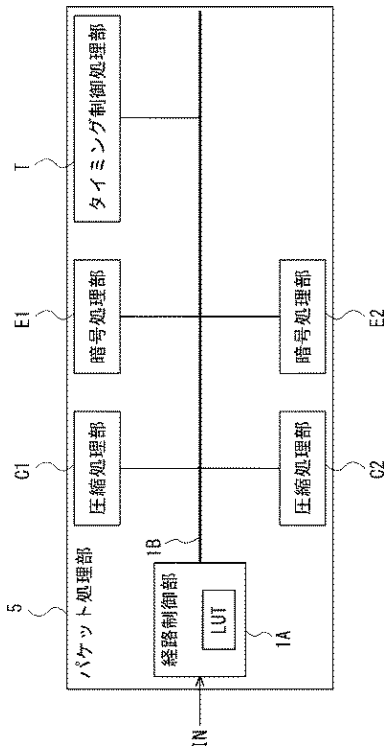 5
パケット処理部
C1
E1
T
圧縮処理部
暗号処理部
タイミング制御処理部
1B
経路制御部
LUT
IN
1A
圧縮処理部
暗号処理部
C2
E2